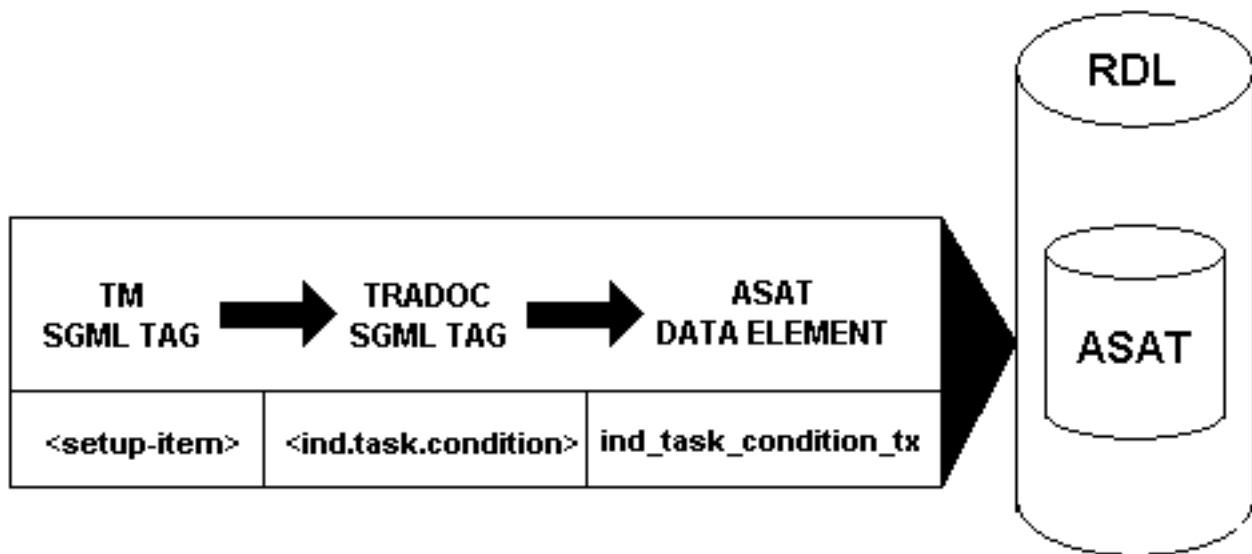 RDL
TM
SGML TAG
TRADOC
SGML TAG
ASAT
DATA ELEMENT
ASAT
<setup-item>
<ind.task.condition>
ind_task_condition_tx